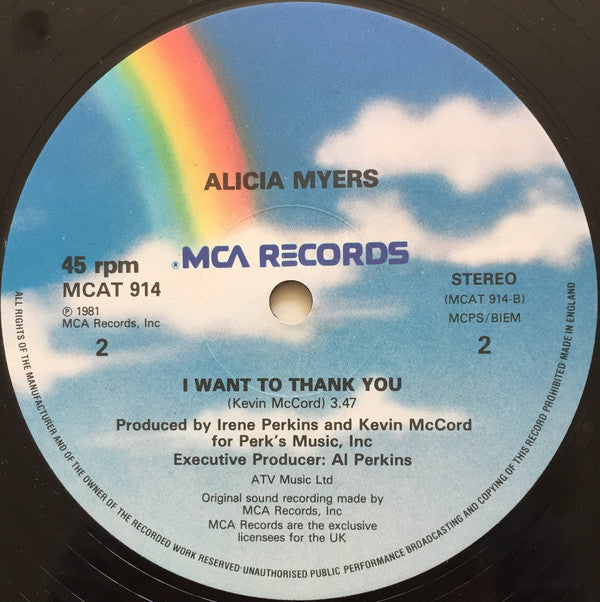 ALICIA MYERS
®MCA RECORDS
45 rpm
MCAT 914
℗ 1981
MCA Records, Inc
2
STEREO
(MCAT 914-B)
MCPS/BIEM
2
I WANT TO THANK YOU
(Kevin McCord) 3.47
Produced by Irene Perkins and Kevin McCord
for Perk's Music, Inc
Executive Producer: Al Perkins
ATV Music Ltd
Original sound recording made by
MCA Records, Inc
MCA Records are the exclusive
licensees for the UK
ALL RIGHTS OF THE MANUFACTURER AND OF THE OWNER OF THE RECORDED WORK RESERVED·UNAUTHORISED PUBLIC PERFORMANCE BROADCASTING AND COPYING OF THIS RECORD PROHIBITED·MADE IN ENGLAND